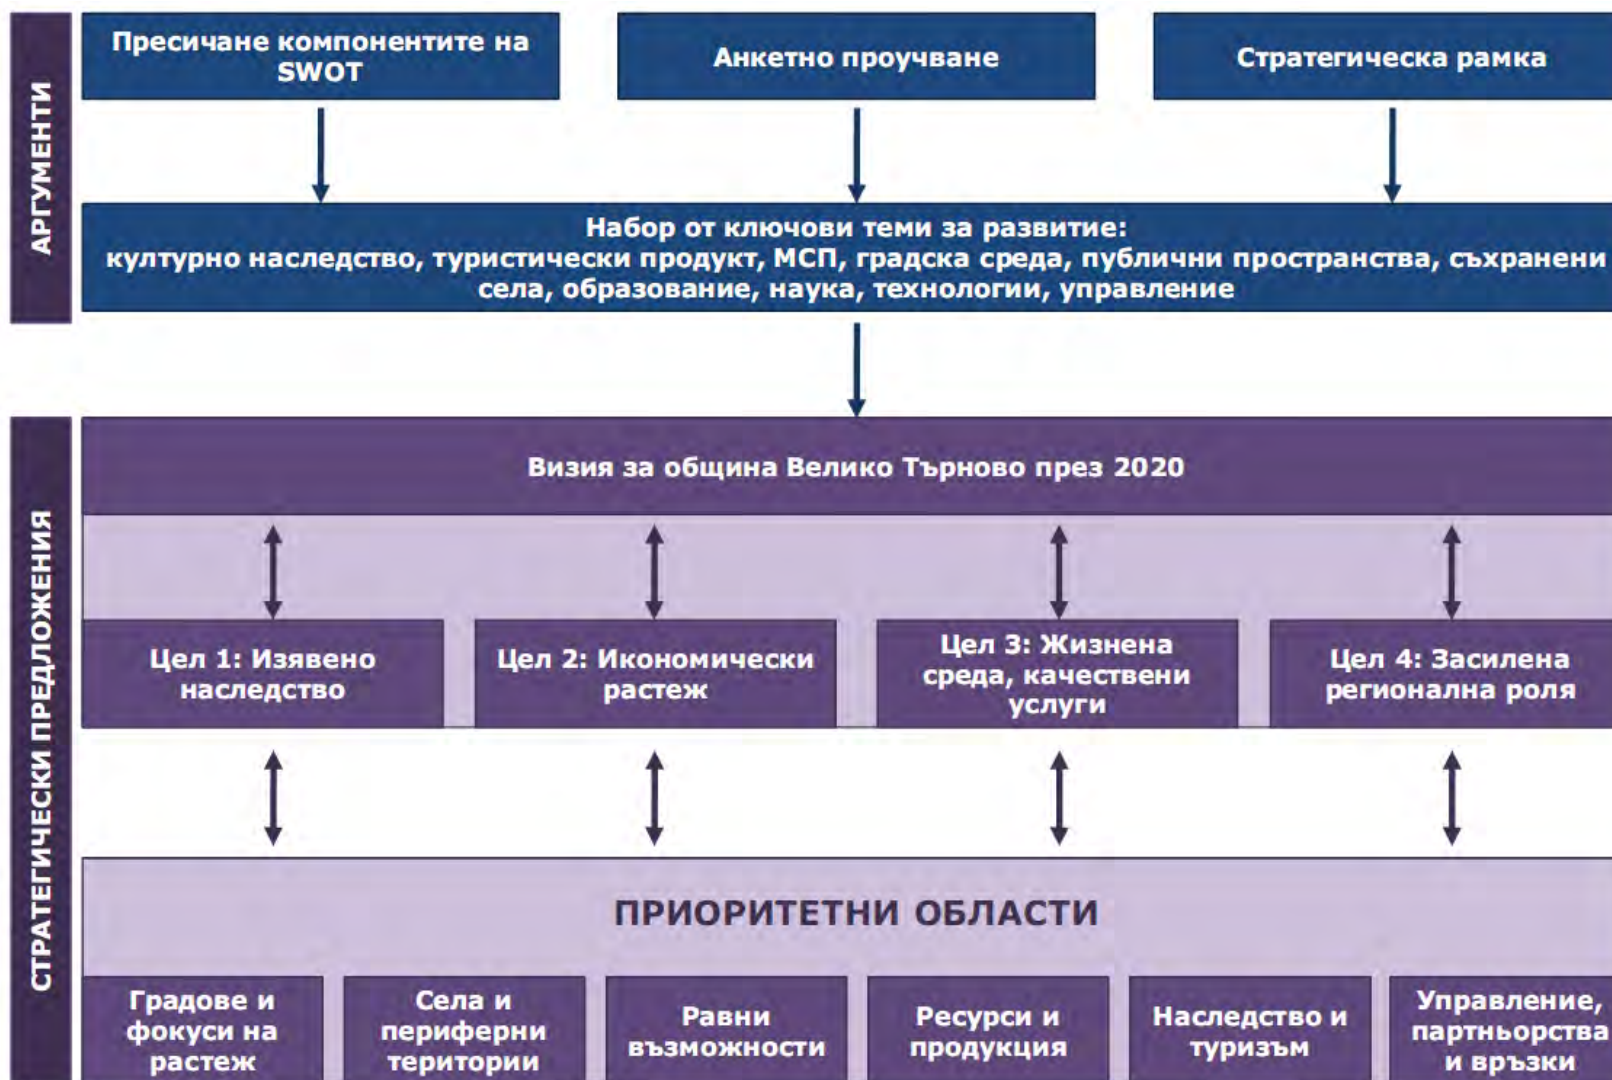 АРГУМЕНТИ
Пресичане компонентите на
SWOT
Анкетно проучване
Стратегическа рамка
Набор от ключови теми за развитие:
културно наследство, туристически продукт, МСП, градска среда, публични пространства, съхранени
села, образование, наука, технологии, управление
СТРАТЕГИЧЕСКИ ПРЕДЛОЖЕНИЯ
Визия за община Велико Търново през 2020
Цел 1: Изявено
наследство
Цел 2: Икономически
растеж
Цел 3: Жизнена
среда, качествени
услуги
Цел 4: Засилена
регионална роля
ПРИОРИТЕТНИ ОБЛАСТИ
Градове и
фокуси на
растеж
Села и
периферни
територии
Равни
възможности
Ресурси и
продукция
Наследство и
туризъм
Управление,
партньорства
и връзки